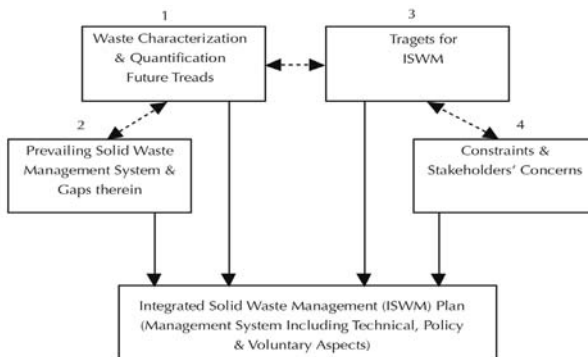 1
Waste Characterization
& Quantification
Future Treads
3
Tragets for
ISWM
2
Prevailing Solid Waste
Management System &
Gaps therein
4
Constraints &
Stakeholders' Concerns
Integrated Solid Waste Management (ISWM) Plan
(Management System Including Technical, Policy
& Voluntary Aspects)